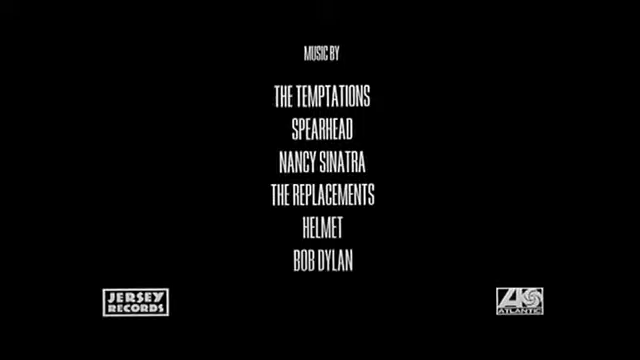 MUSIC BY
THE TEMPTATIONS
SPEARHEAD
NANCY SINATRA
THE REPLACEMENTS
HELMET
BOB DYLAN
JERSEY
RECORDS
ATLANTIC